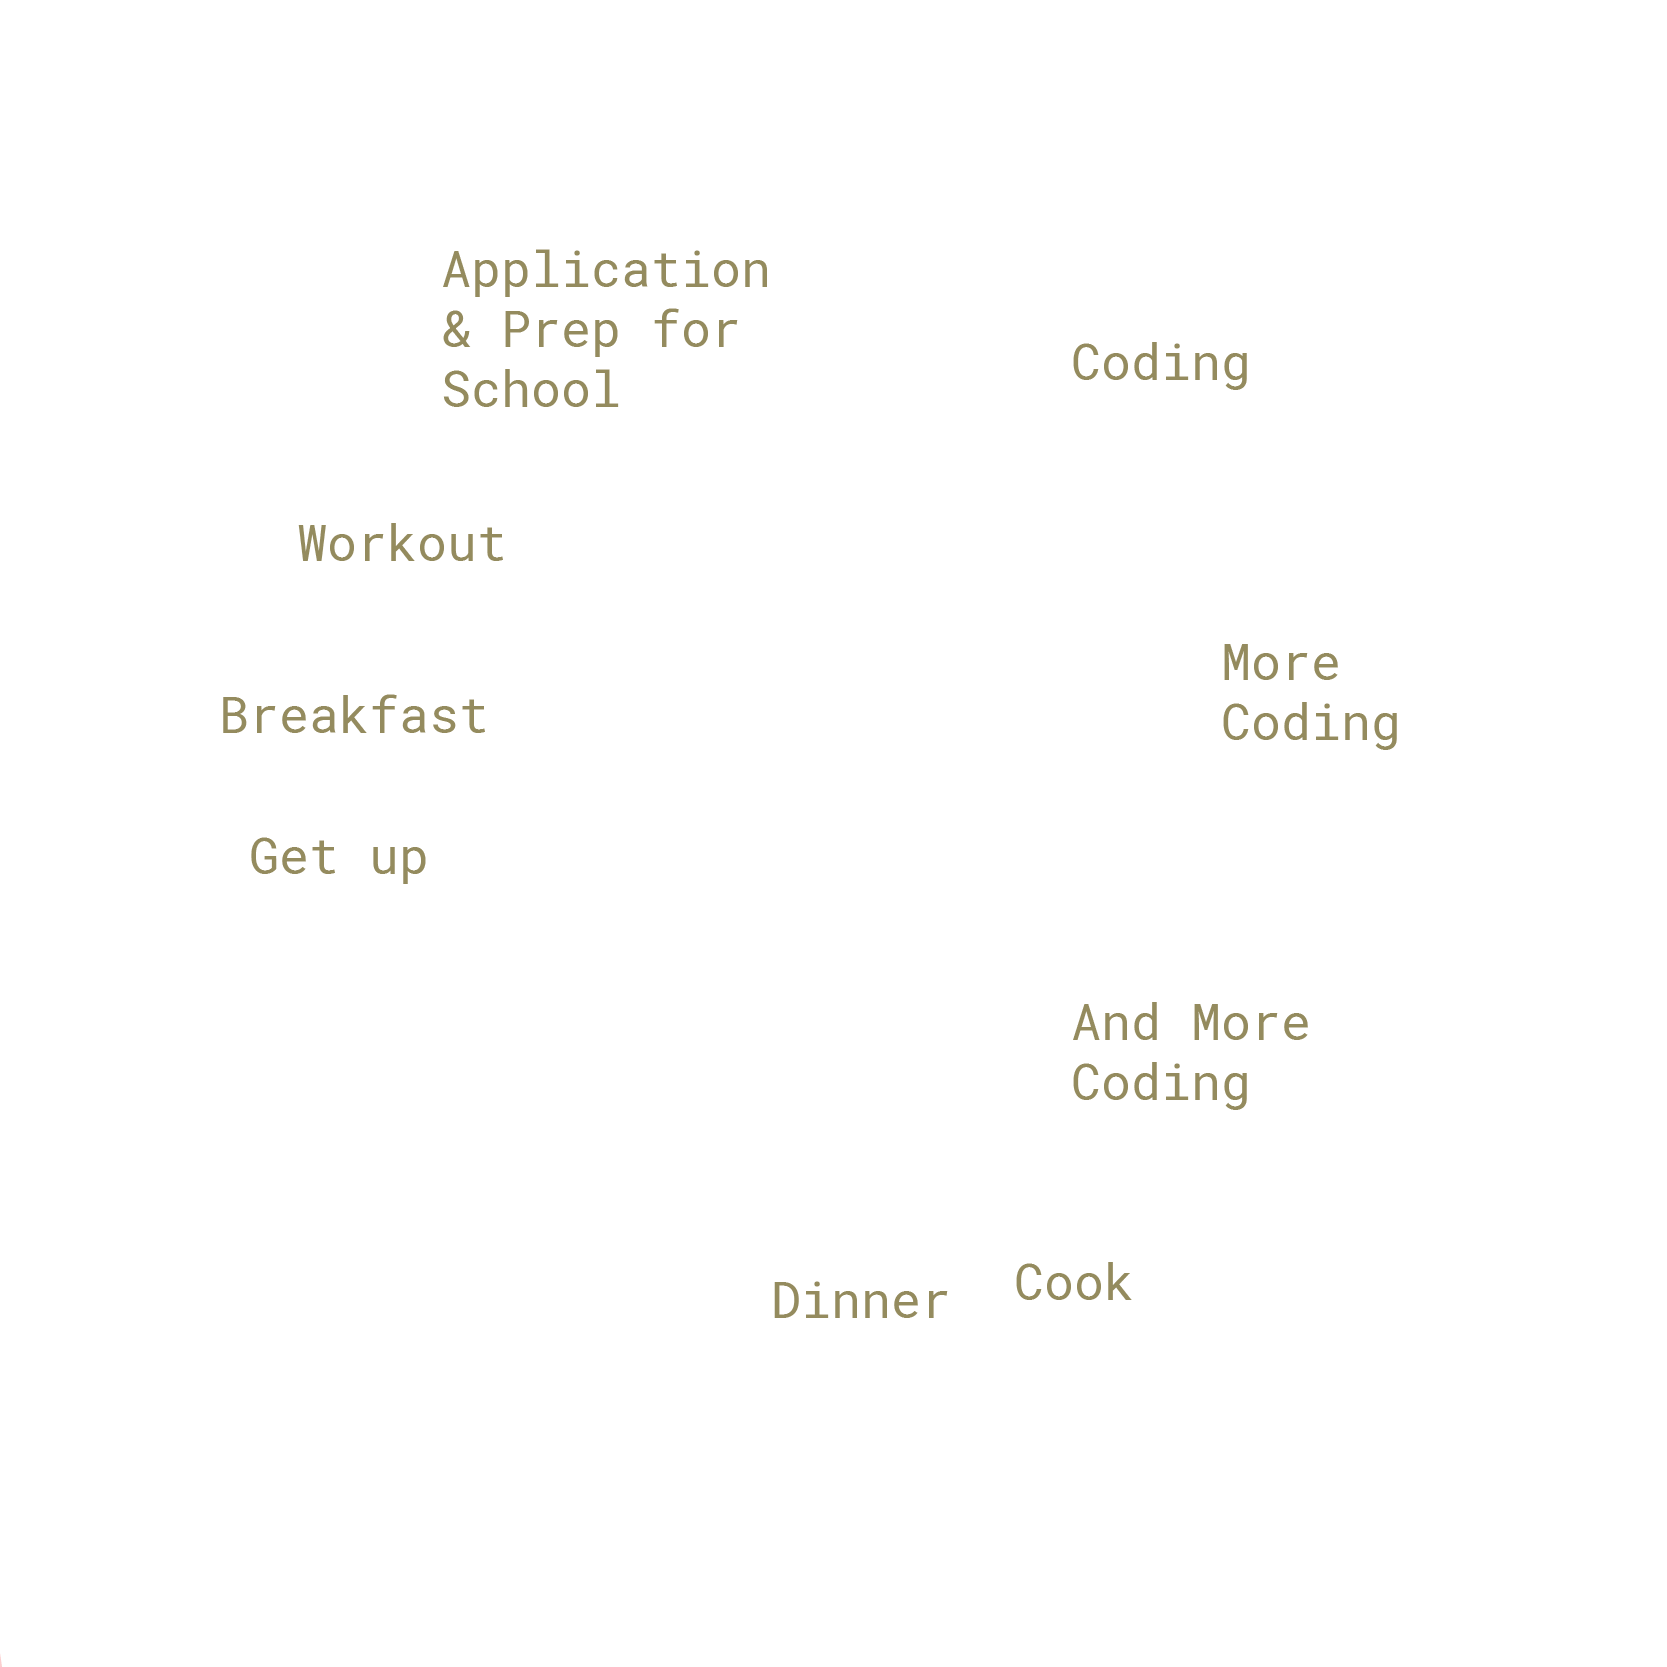 Application
& Prep for
School
Coding
Workout
More
Coding
Breakfast
Get up
And More
Coding
Cook
Dinner